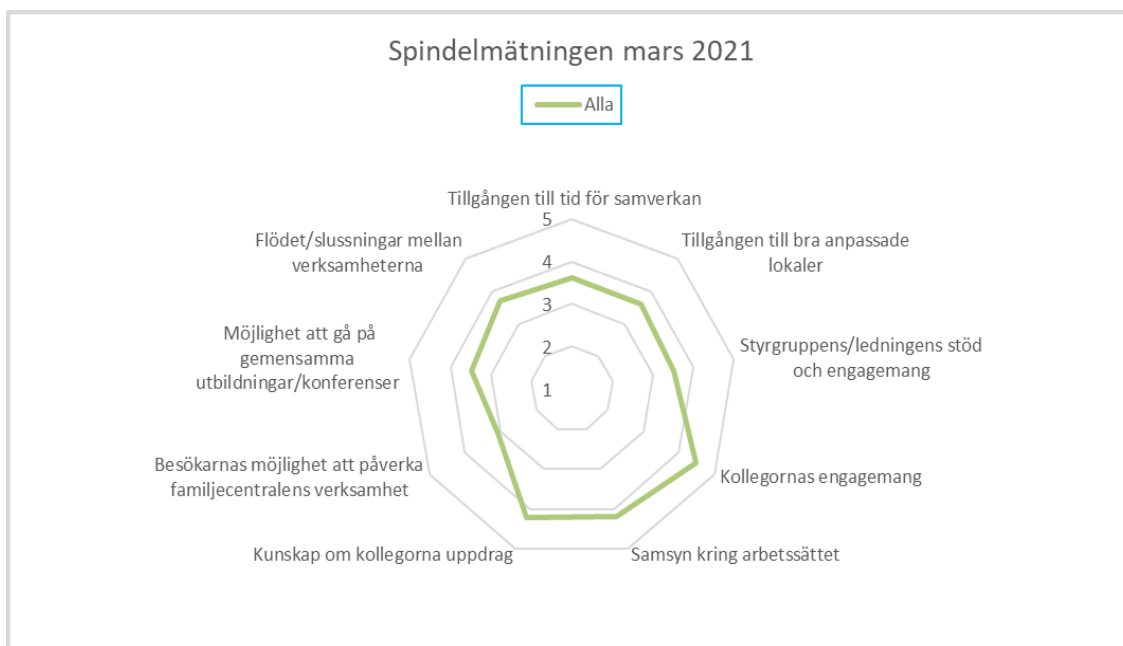 Spindelmätningen mars 2021
Alla
Tillgången till tid för samverkan
5
4
3
2
1
Tillgången till bra anpassade
lokaler
Styrgruppens/ledningens stöd
och engagemang
Kollegornas engagemang
Samsyn kring arbetssättet
Kunskap om kollegorna uppdrag
Besökarnas möjlighet att påverka
familjecentralens verksamhet
Möjlighet att gå på
gemensamma
utbildningar/konferenser
Flödet/slussningar mellan
verksamheterna